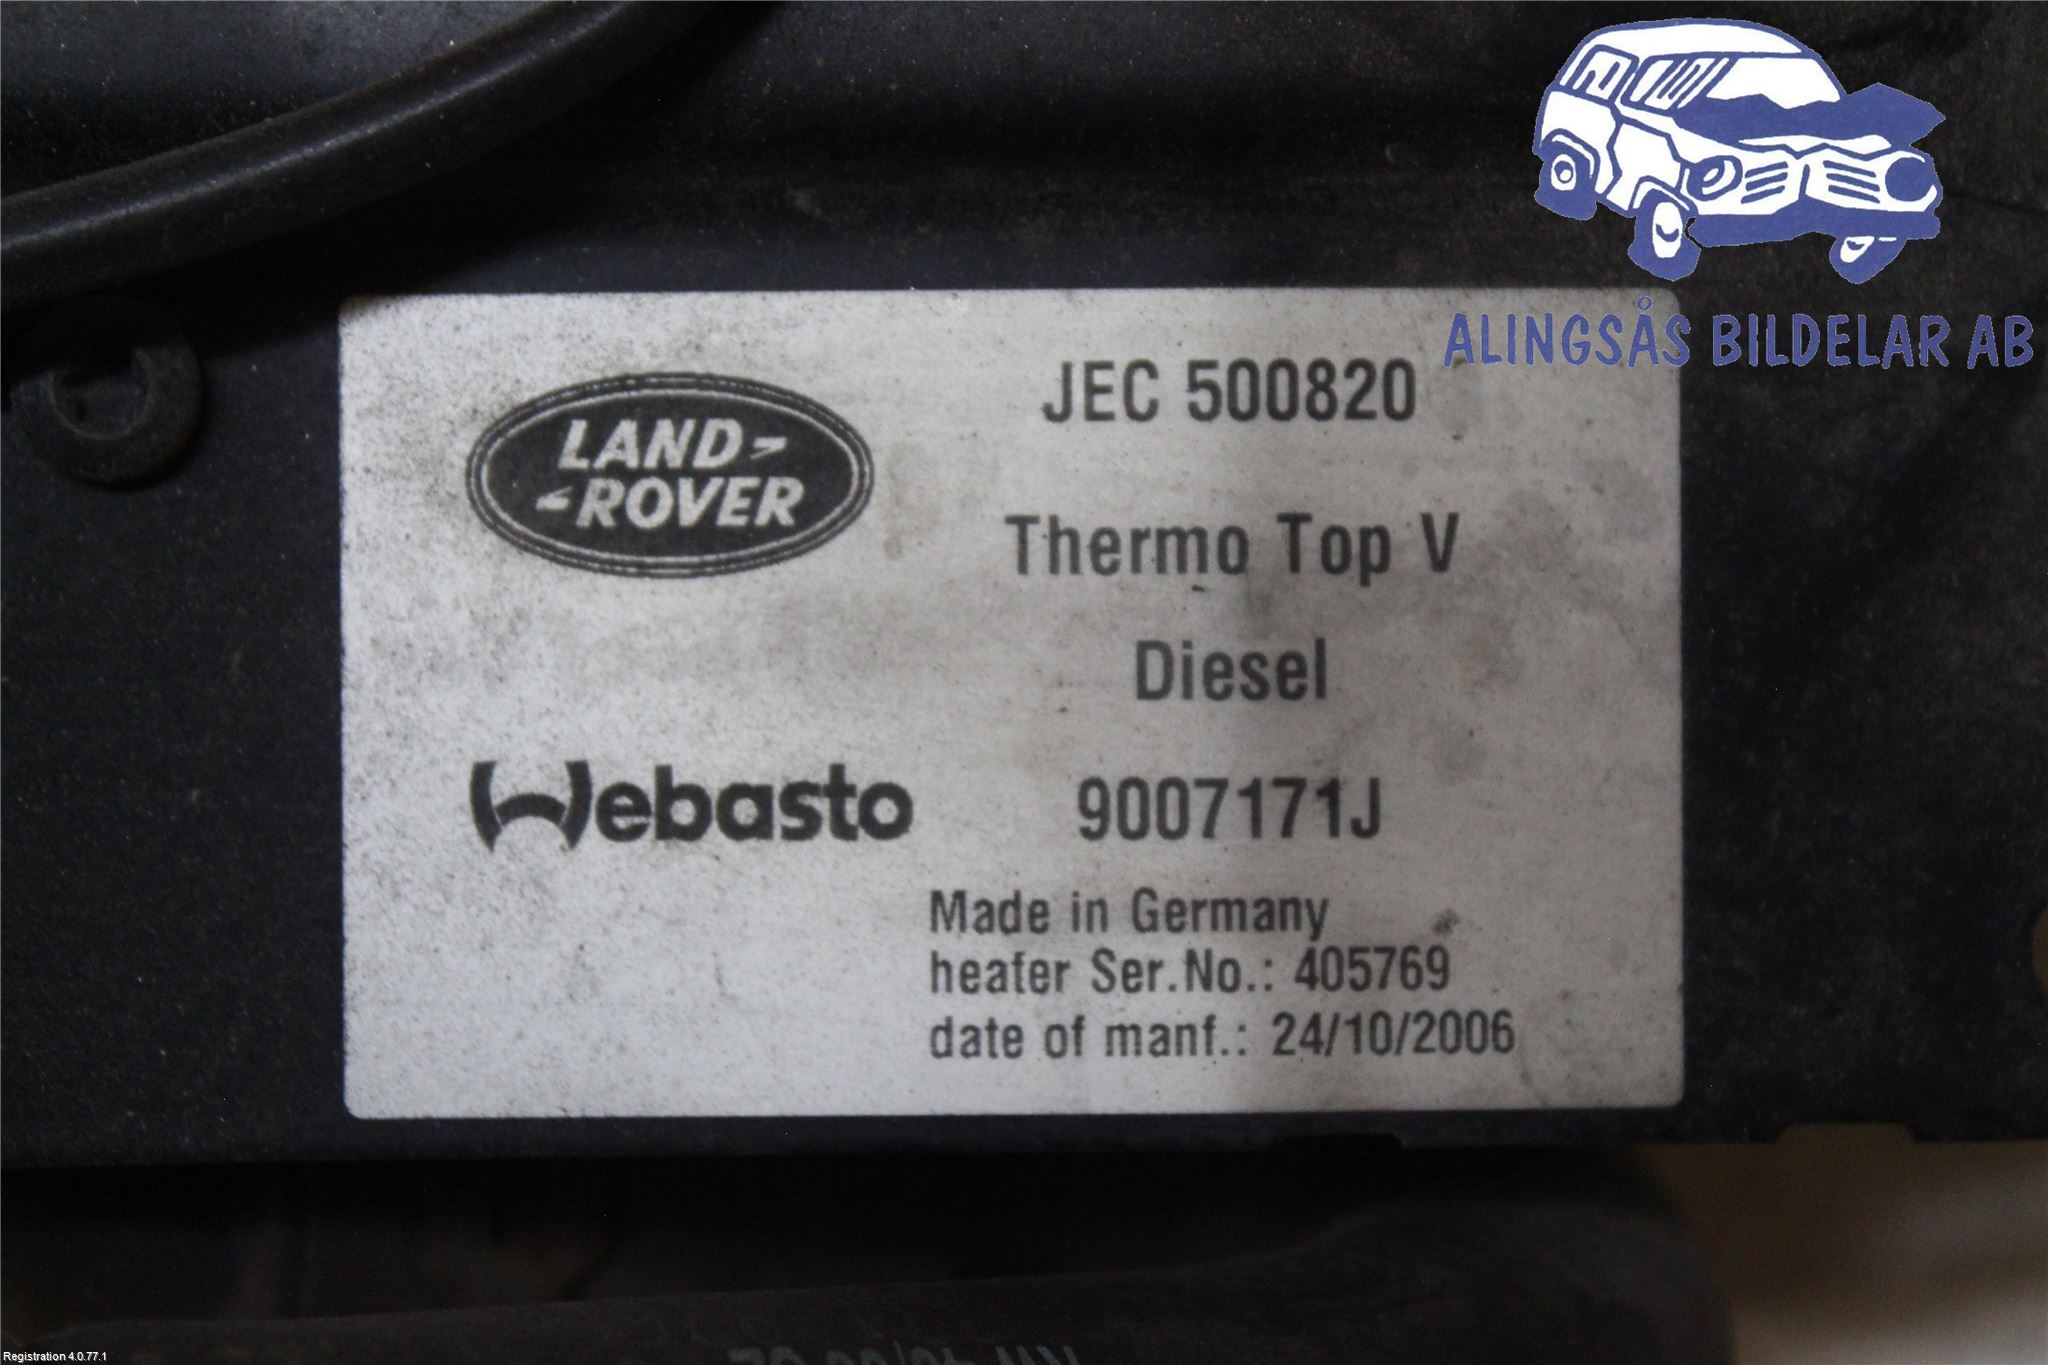 ALINGSÅS BILDELAR AB
LAND-
-ROVER
JEC 500820
Thermo Top V
Diesel
Webasto
9007171J
Made in Germany
heater Ser.No.: 405769
date of manf.: 24/10/2006
Registration 4.0.77.1